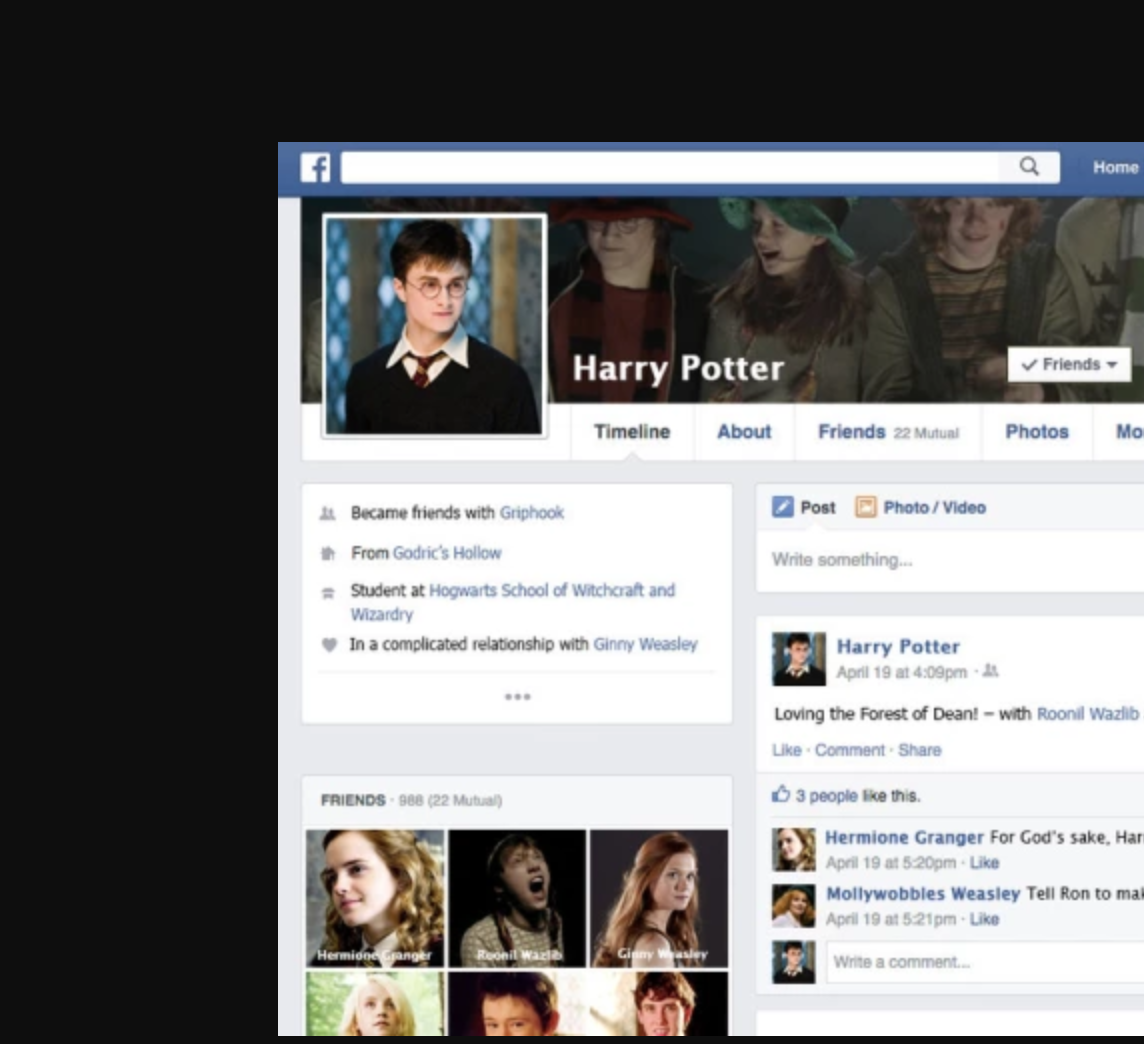 f
Home
Harry Potter
Friends
Timeline
About
Friends 22 Mutual
Photos
Mo
Became friends with Griphook
From Godric's Hollow
Student at Hogwarts School of Witchcraft and
Wizardry
In a complicated relationship with Ginny Weasley
FRIENDS · 988 (22 Mutual)
Hermione Granger
Roonil Wazlib
Ginny Weasley
Post
Photo / Video
Write something...
Harry Potter
April 19 at 4:09pm ·
Loving the Forest of Dean! – with Roonil Wazlib
Like · Comment · Share
3 people like this.
Hermione Granger For God's sake, Har
April 19 at 5:20pm · Like
Mollywobbles Weasley Tell Ron to mak
April 19 at 5:21pm · Like
Write a comment...